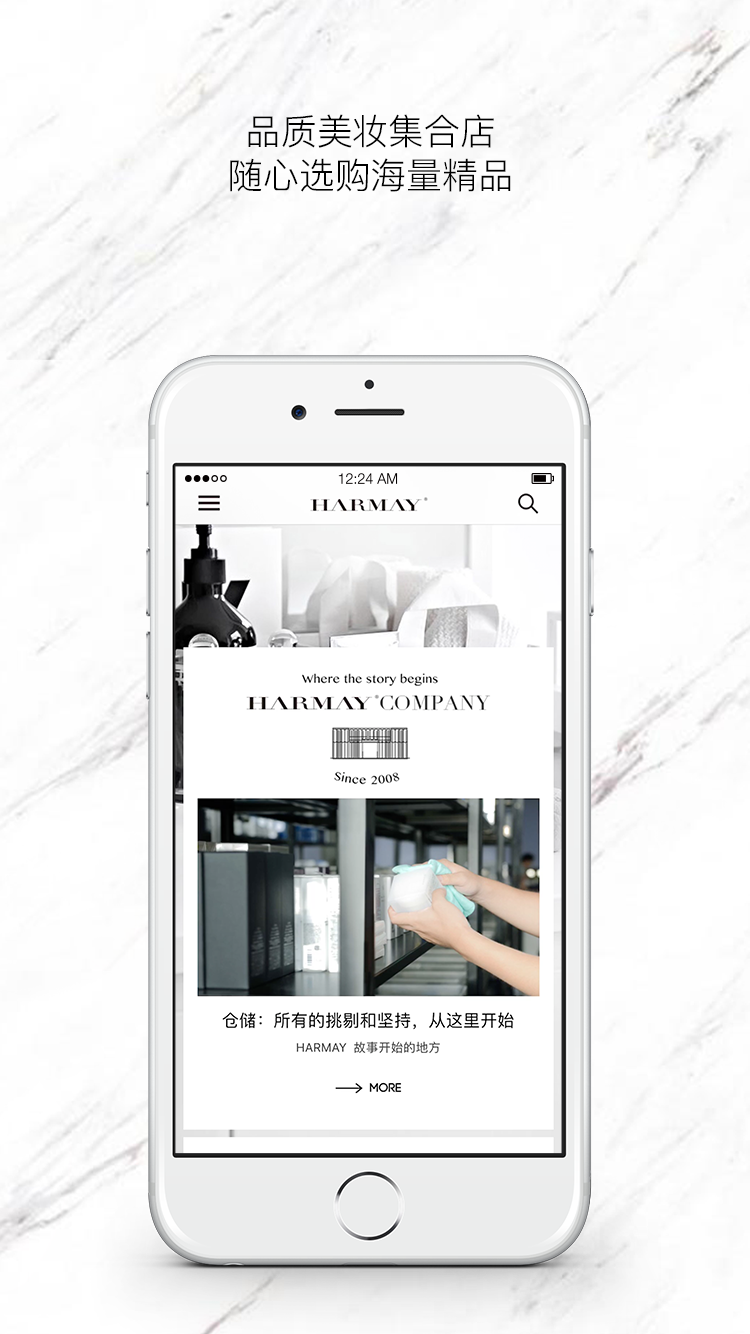 品质美妆集合店
随心选购海量精品
12:24 AM
HARMAY®
Where the story begins
HARMAY®COMPANY
Since 2008
仓储：所有的挑剔和坚持，从这里开始
HARMAY 故事开始的地方
MORE